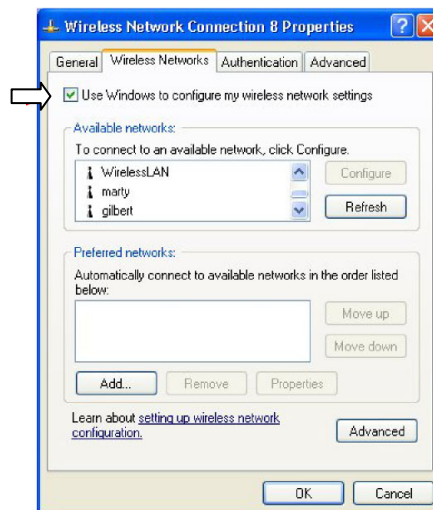 Wireless Network Connection 8 Properties
General Wireless Networks Authentication Advanced
Use Windows to configure my wireless network settings
Available networks:
To connect to an available network, click Configure.
WirelessLAN
marty
gilbert
Configure
Refresh
Preferred networks:
Automatically connect to available networks in the order listed
below:
Move up
Move down
Add... Remove Properties
Learn about setting up wireless network
configuration.
Advanced
OK Cancel